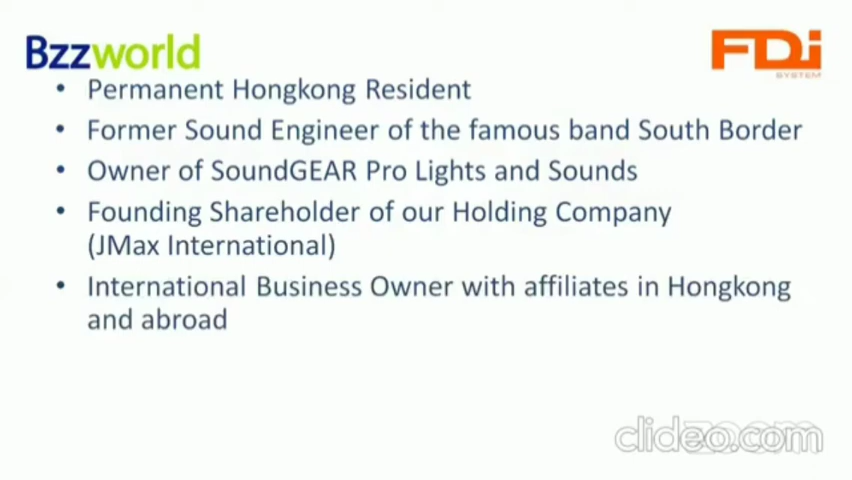 Bzzworld
FDi
SYSTEM
• Permanent Hongkong Resident
• Former Sound Engineer of the famous band South Border
• Owner of SoundGEAR Pro Lights and Sounds
• Founding Shareholder of our Holding Company
(JMax International)
• International Business Owner with affiliates in Hongkong
and abroad
clideo.com
zoom